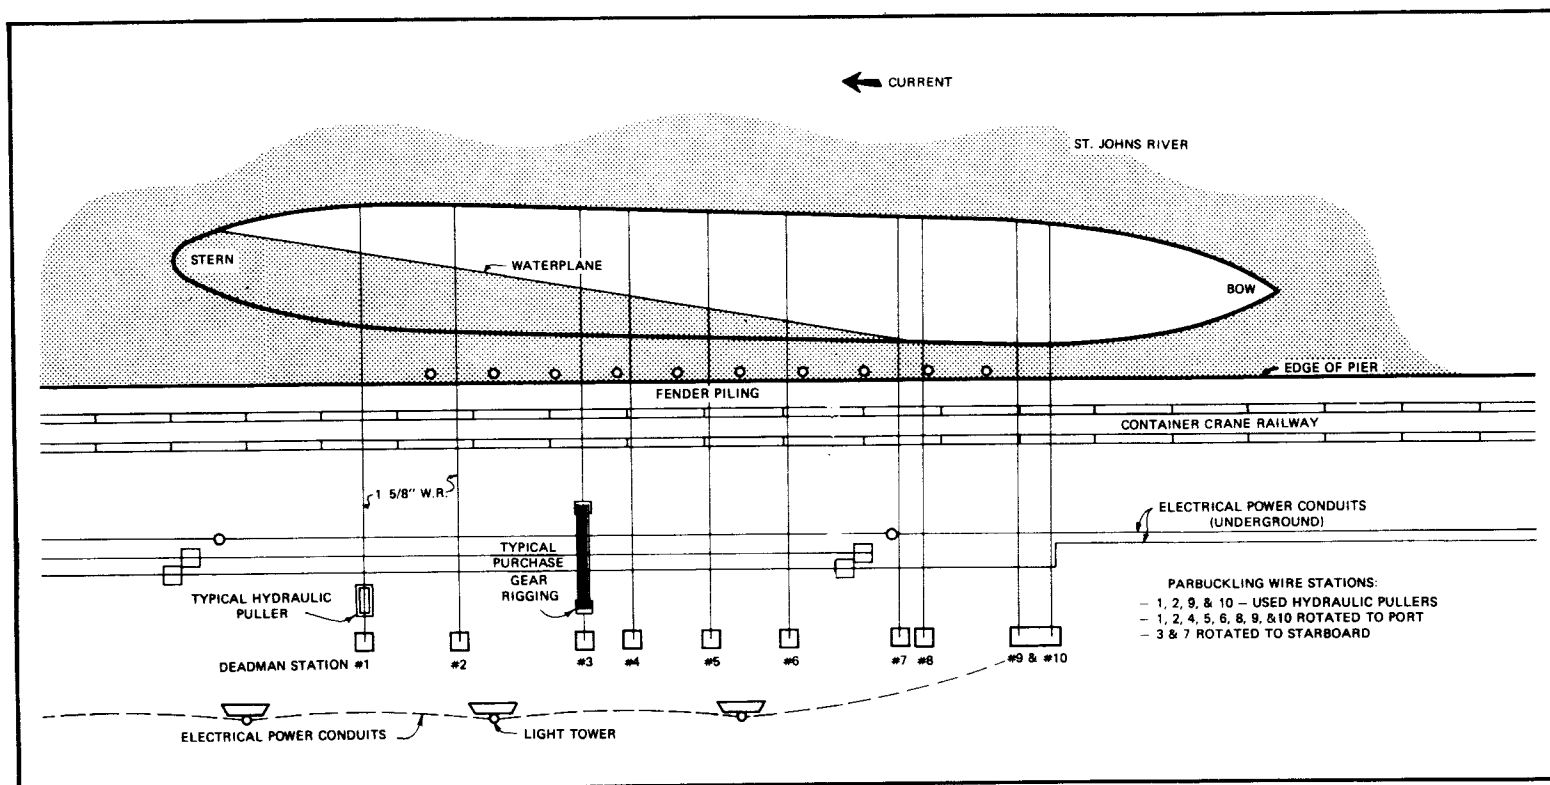 CURRENT
ST. JOHNS RIVER
STERN
WATERPLANE
BOW
EDGE OF PIER
FENDER PILING
CONTAINER CRANE RAILWAY
1 5/8" W.R.
ELECTRICAL POWER CONDUITS
(UNDERGROUND)
TYPICAL
PURCHASE
GEAR
RIGGING
TYPICAL HYDRAULIC
PULLER
PARBUCKLING WIRE STATIONS:
– 1, 2, 9, & 10 – USED HYDRAULIC PULLERS
– 1, 2, 4, 5, 6, 8, 9, &10 ROTATED TO PORT
– 3 & 7 ROTATED TO STARBOARD
DEADMAN STATION #1 #2 #3 #4 #5 #6 #7 #8 #9 & #10
ELECTRICAL POWER CONDUITS
LIGHT TOWER